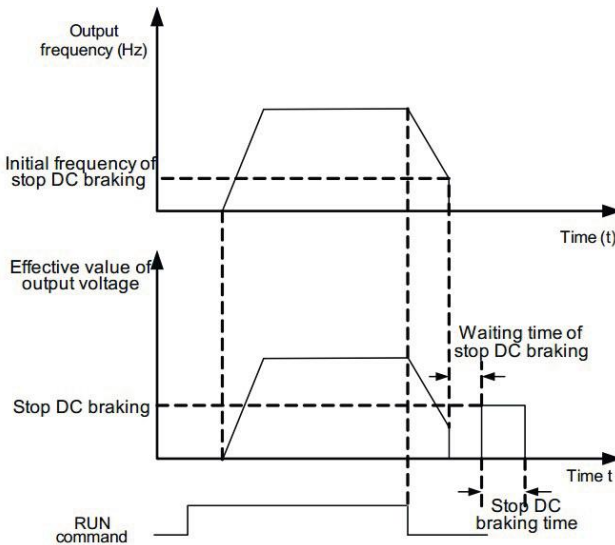 Output
frequency (Hz)
Initial frequency of
stop DC braking
Time (t)
Effective value of
output voltage
Waiting time of
stop DC braking
Stop DC braking
Time t
Stop DC
braking time
RUN
command